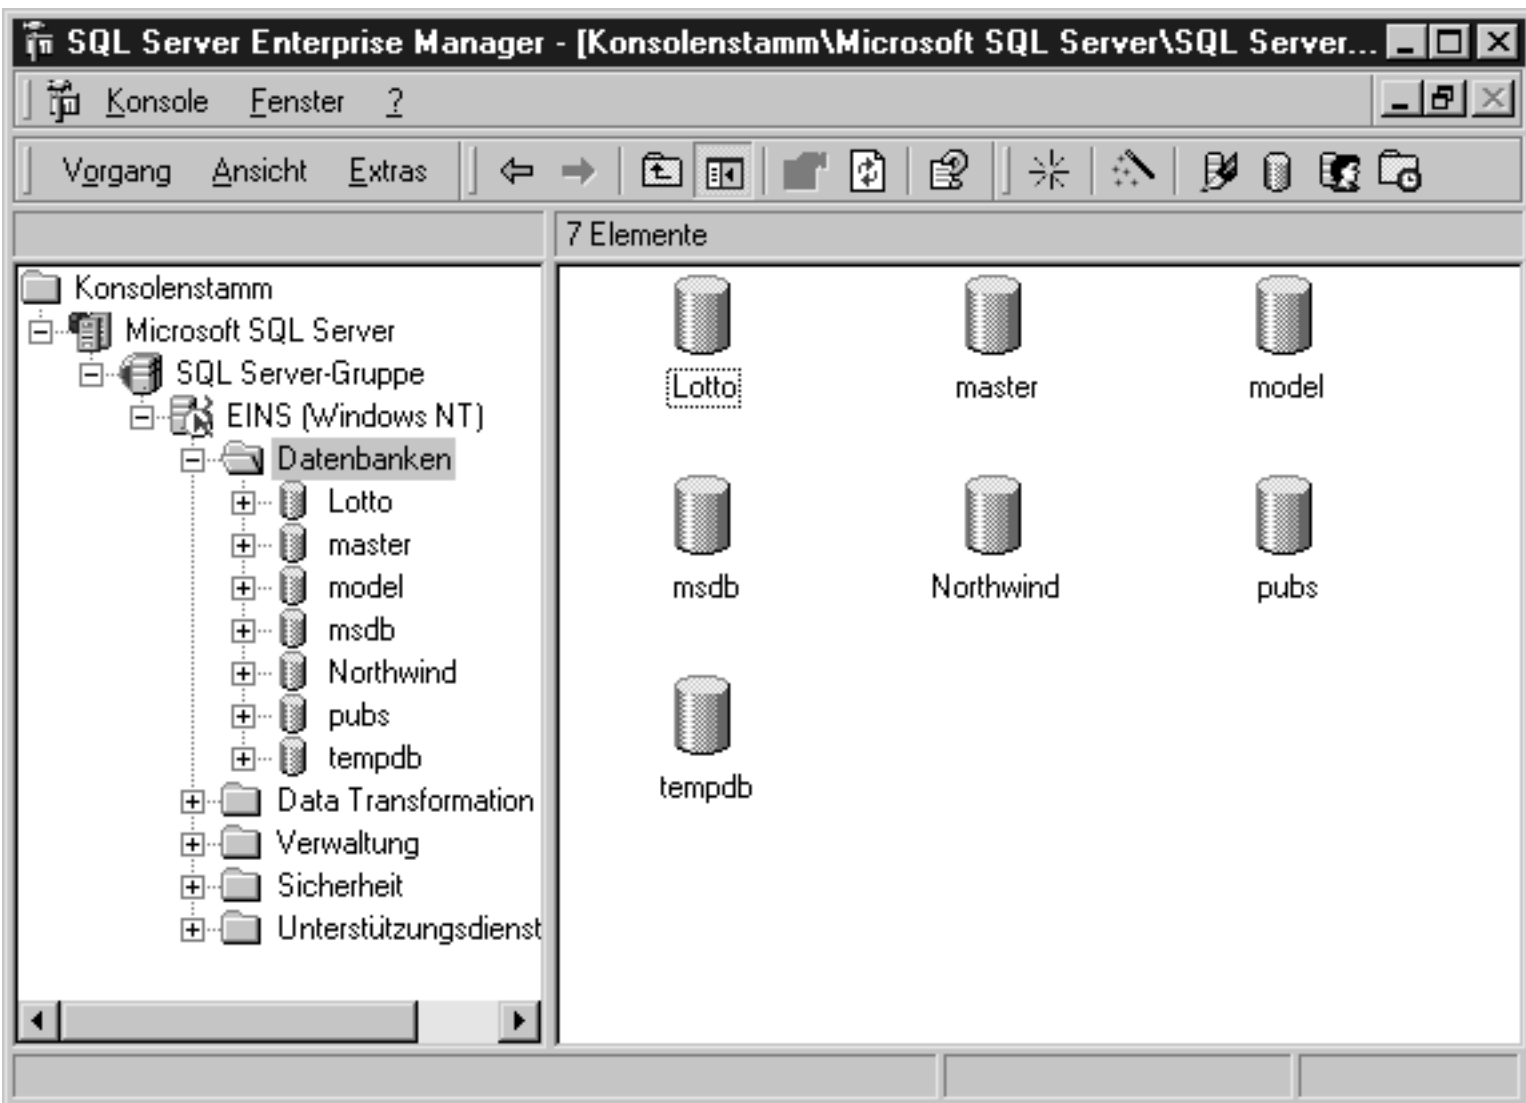 SQL Server Enterprise Manager - [Konsolenstamm\Microsoft SQL Server\SQL Server...
Konsole Fenster ?
Vorgang Ansicht Extras
7 Elemente
Konsolenstamm
Microsoft SQL Server
SQL Server-Gruppe
EINS (Windows NT)
Datenbanken
Lotto
master
model
msdb
Northwind
pubs
tempdb
Data Transformation
Verwaltung
Sicherheit
Unterstützungsdienst
Lotto master model
msdb Northwind pubs
tempdb